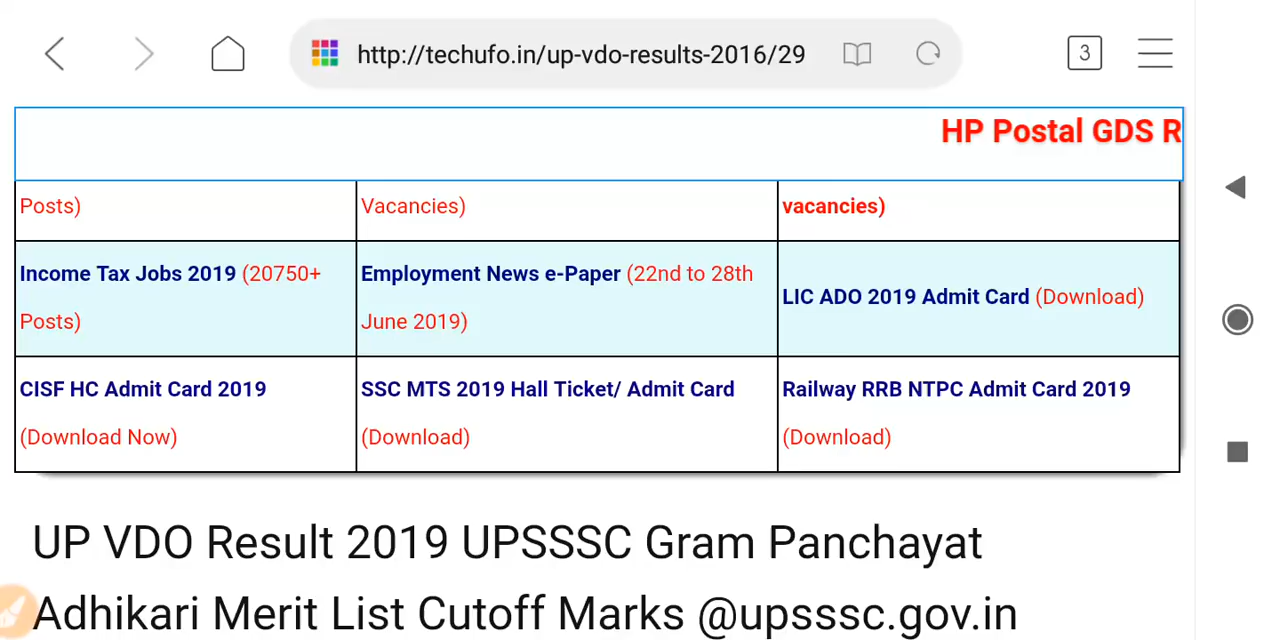 http://techufo.in/up-vdo-results-2016/29
3
HP Postal GDS R
Posts)
Vacancies)
vacancies)
Income Tax Jobs 2019 (20750+
Posts)
Employment News e-Paper (22nd to 28th
June 2019)
LIC ADO 2019 Admit Card (Download)
CISF HC Admit Card 2019
(Download Now)
SSC MTS 2019 Hall Ticket/ Admit Card
(Download)
Railway RRB NTPC Admit Card 2019
(Download)
UP VDO Result 2019 UPSSSC Gram Panchayat
Adhikari Merit List Cutoff Marks @upsssc.gov.in